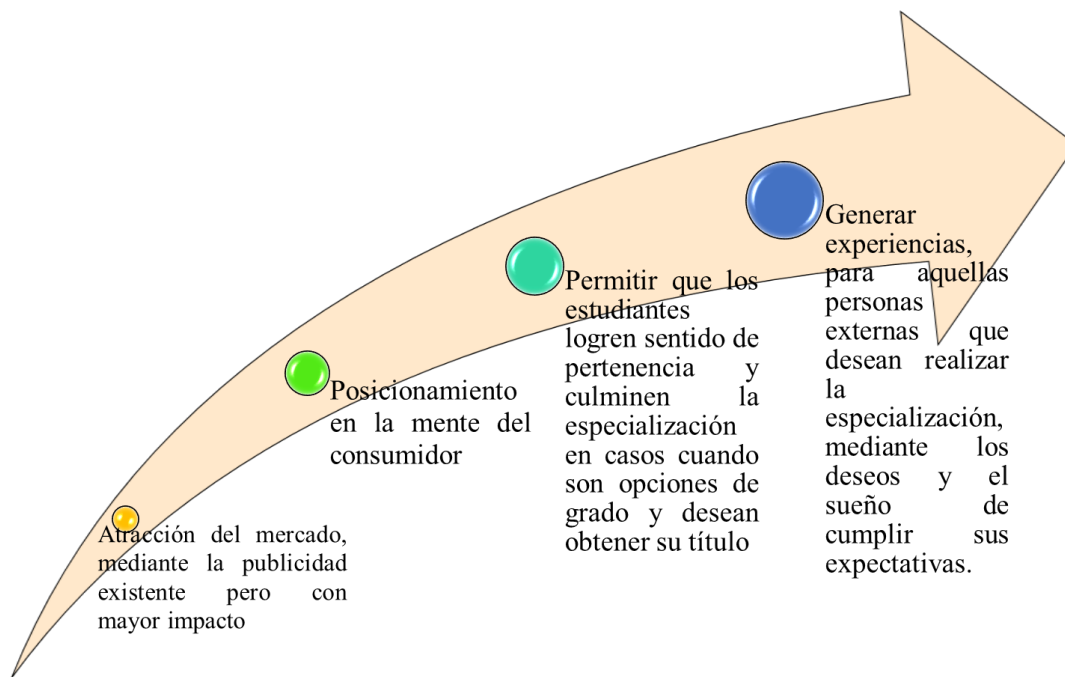 Atracción del mercado,
mediante la publicidad
existente pero con
mayor impacto
Posicionamiento
en la mente del
consumidor
Permitir que los
estudiantes
logren sentido de
pertenencia y
culminen la
especialización
en casos cuando
son opciones de
grado y desean
obtener su título
Generar
experiencias,
para aquellas
personas
externas que
desean realizar
la
especialización,
mediante los
deseos y el
sueño de
cumplir sus
expectativas.